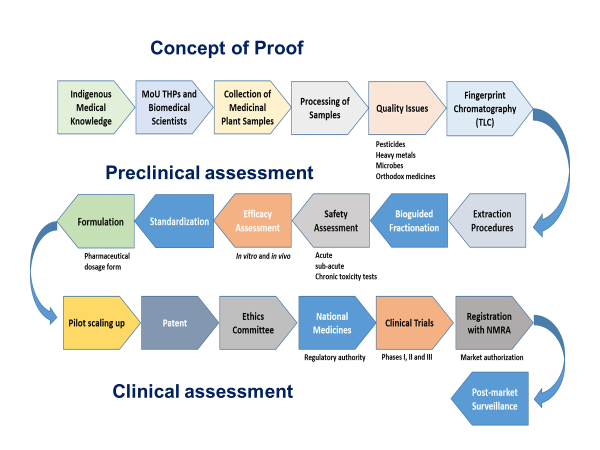 Concept of Proof
Indigenous
Medical
Knowledge
MoU THPs and
Biomedical
Scientists
Collection of
Medicinal
Plant Samples
Processing of
Samples
Quality Issues
Fingerprint
Chromatography
(TLC)
Pesticides
Heavy metals
Microbes
Orthodox medicines
Preclinical assessment
Formulation
Standardization
Efficacy
Assessment
Safety
Assessment
Bioguided
Fractionation
Extraction
Procedures
Pharmaceutical
dosage form
In vitro and in vivo
Acute
sub-acute
Chronic toxicity tests
Pilot scaling up
Patent
Ethics
Committee
National
Medicines
Clinical Trials
Registration
with NMRA
Regulatory authority
Phases I, II and III
Market authorization
Clinical assessment
Post-market
Surveillance